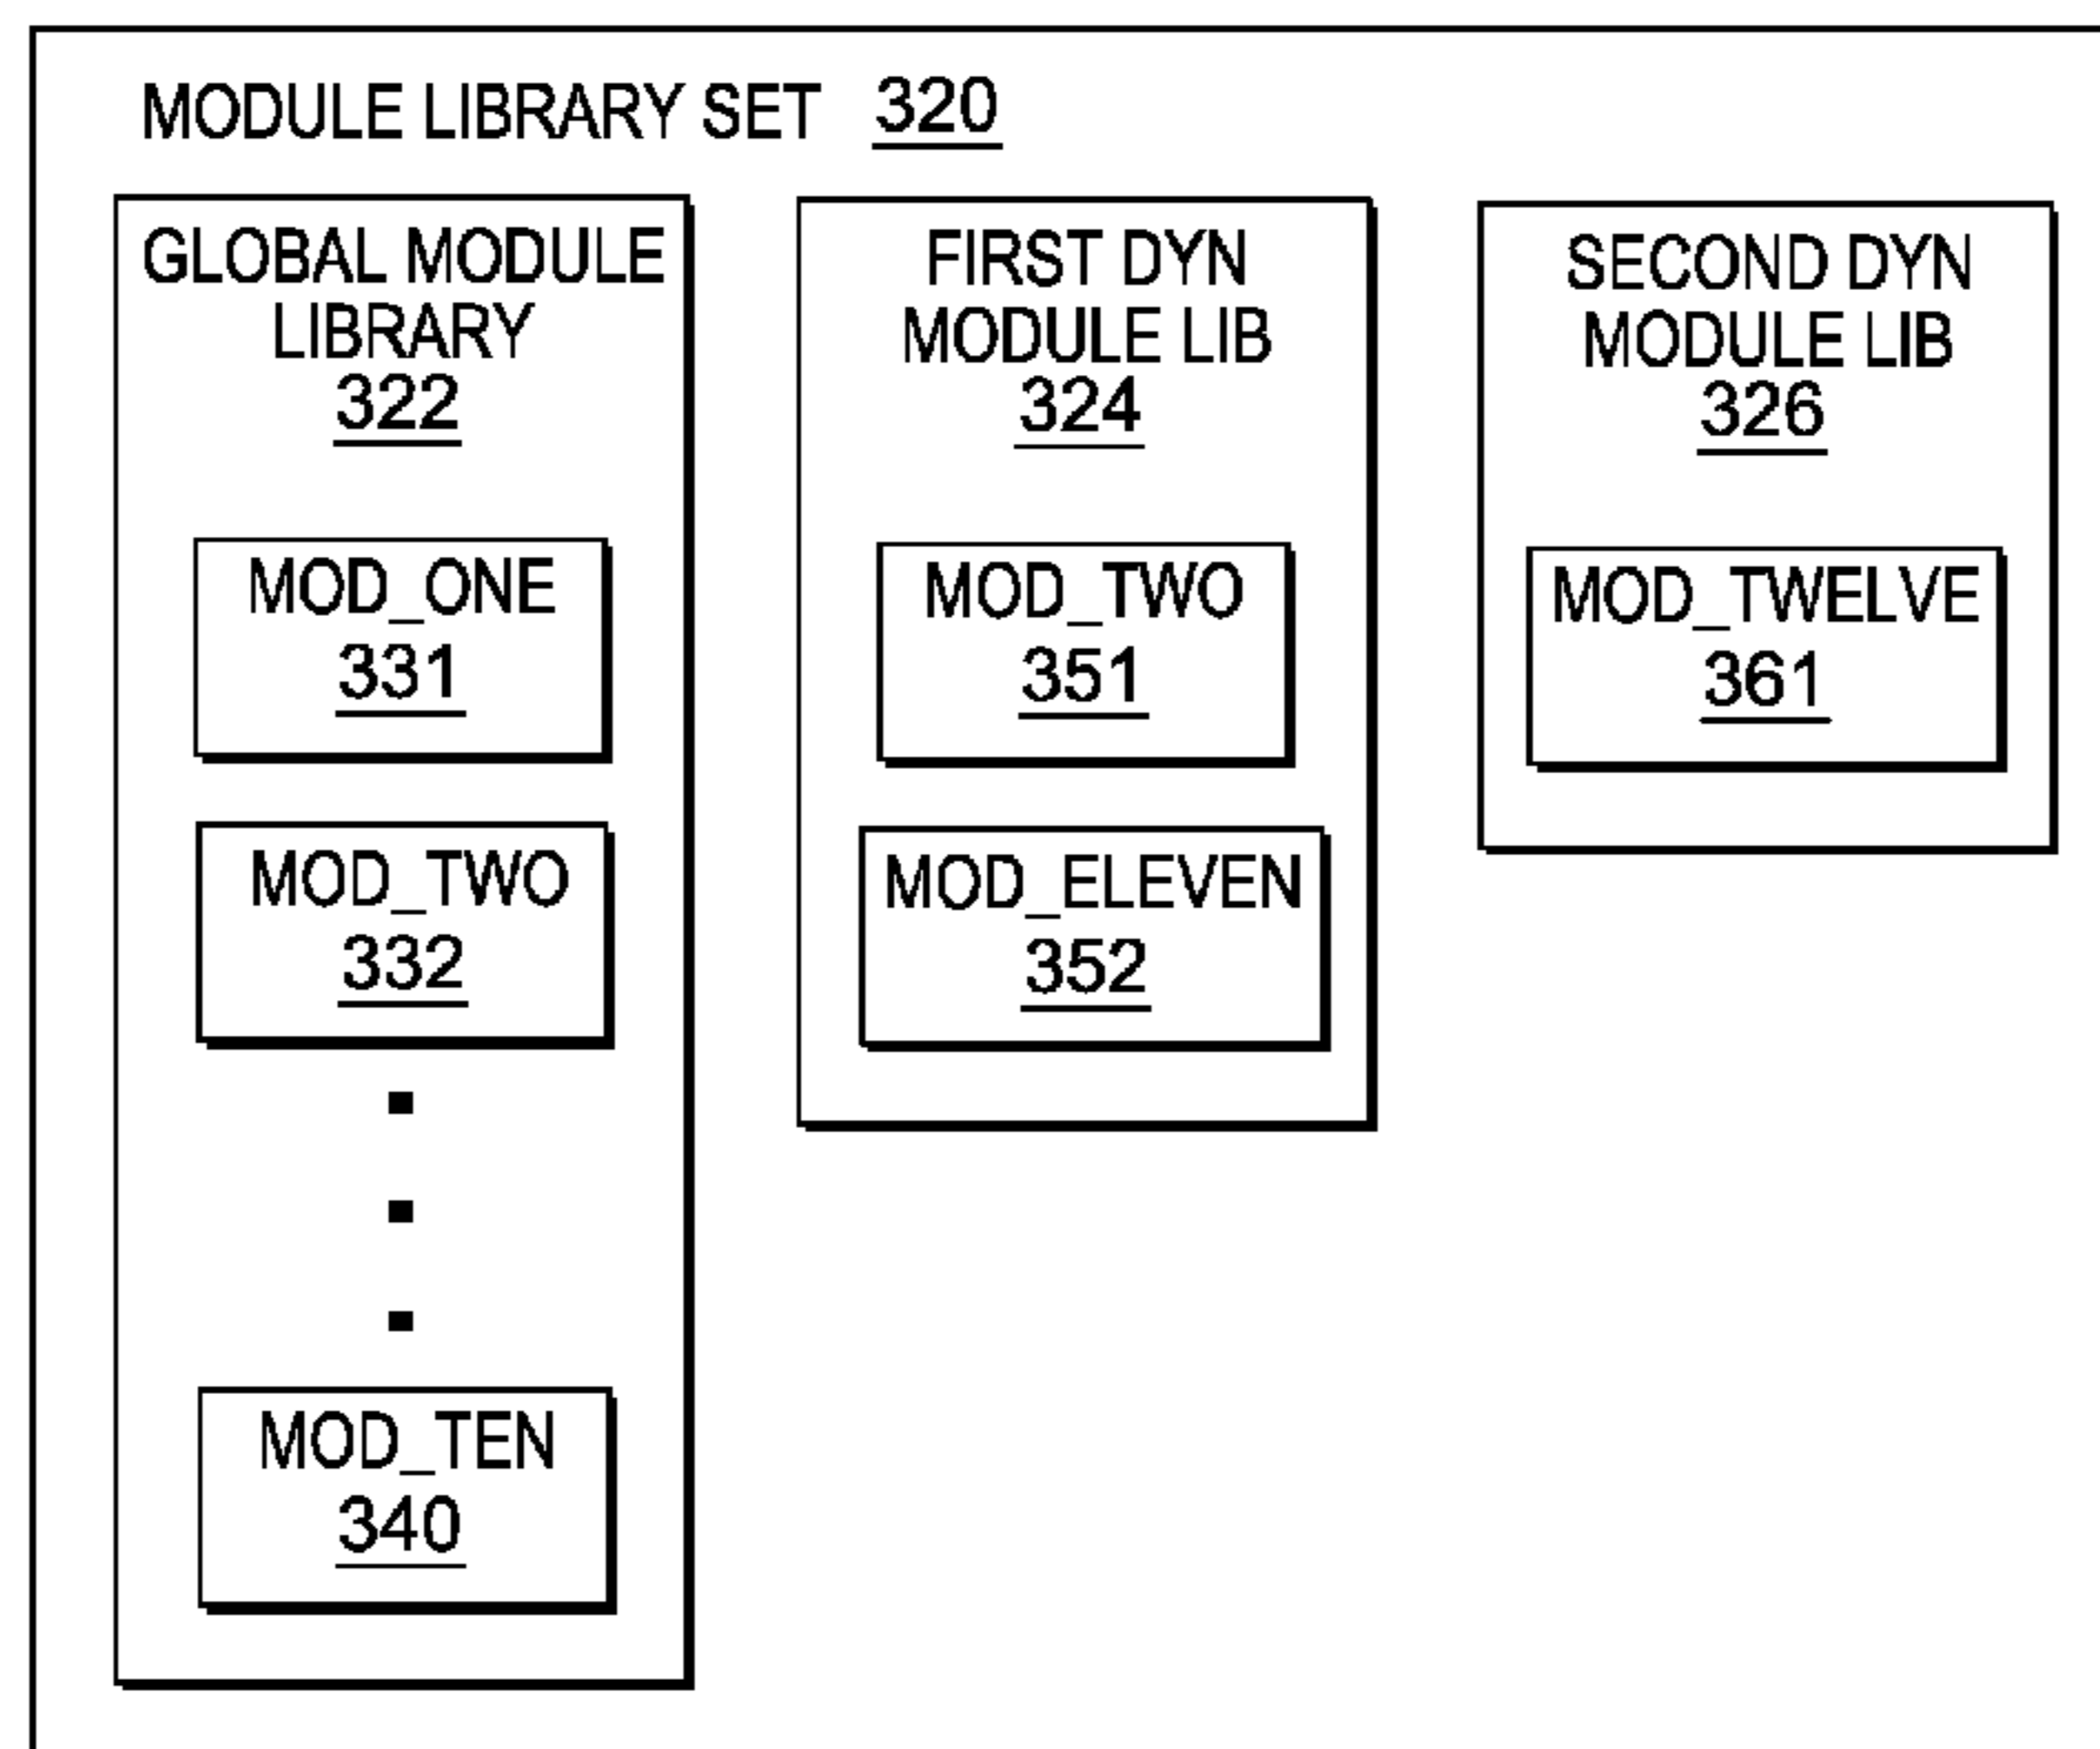 MODULE LIBRARY SET 320
GLOBAL MODULE
LIBRARY
322
MOD_ONE
331
MOD_TWO
332
MOD_TEN
340
FIRST DYN
MODULE LIB
324
MOD_TWO
351
MOD_ELEVEN
352
SECOND DYN
MODULE LIB
326
MOD_TWELVE
361